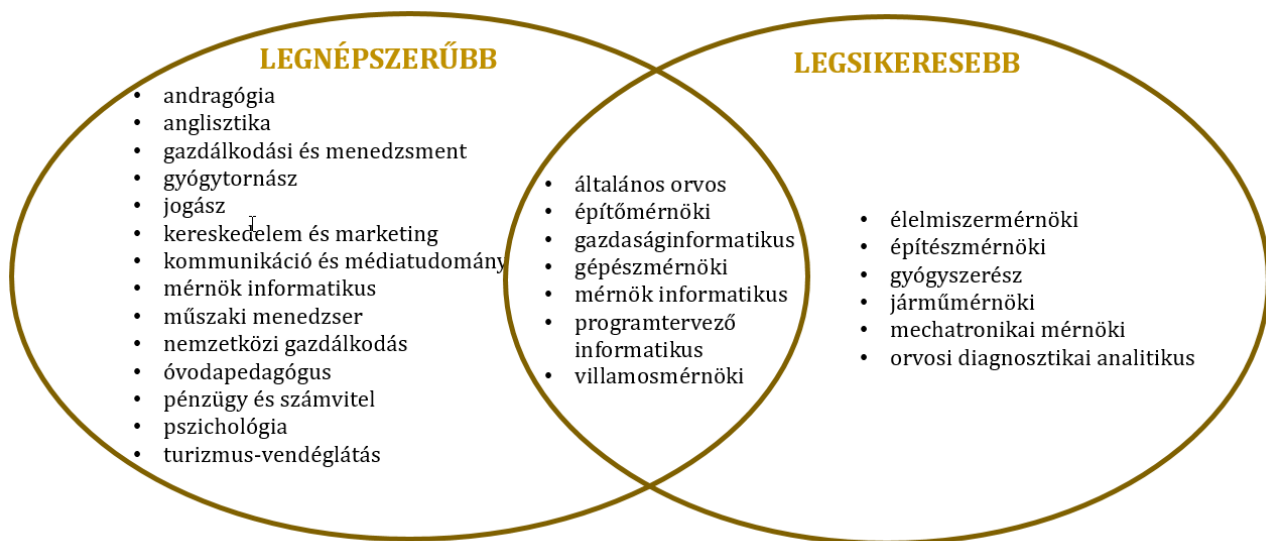 LEGNÉPSZERŰBB
• andragógia
• anglisztika
• gazdálkodási és menedzsment
• gyógytornász
• jogász
• kereskedelem és marketing
• kommunikáció és médiatudomány
• mérnök informatikus
• műszaki menedzser
• nemzetközi gazdálkodás
• óvodapedagógus
• pénzügy és számvitel
• pszichológia
• turizmus-vendéglátás
• általános orvos
• építőmérnöki
• gazdaságinformatikus
• gépészmérnöki
• mérnök informatikus
• programtervező
informatikus
• villamosmérnöki
LEGSIKERESEBB
• élelmiszermérnöki
• építészmérnöki
• gyógyszerész
• járműmérnöki
• mechatronikai mérnöki
• orvosi diagnosztikai analitikus